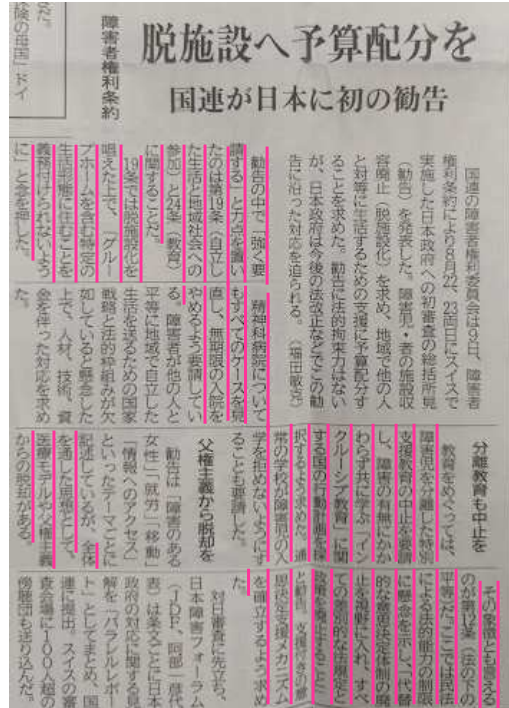 険の母国」ドイ
だ。
障害者権利条約
脱施設へ予算配分を
国連が日本に初の勧告
国連の障害者権利委員会は9日、障害者
権利条約により8月22、23両日にスイスで
実施した日本政府への初審査の総括所見
（勧告）を発表した。障害児・者の施設収
容廃止（脱施設化）を求め、地域で他の人
と対等に生活するための支援に予算配分す
ることを求めた。勧告に法的拘束力はない
が、日本政府は今後の法改正などでこの勧
告に沿った対応を迫られる。（福田敏克）
勧告の中で「強く要
請する」と力点を置い
たのは第19条（自立し
た生活と地域社会への
参加）と24条（教育）
に関することだ。
19条では脱施設化を
唱えた上で、「グルー
プホームを含む特定の
生活形態に住むことを
義務付けられないよう
に」と念を押した。
精神科病院について
もすべてのケースを見
直し、無期限の入院を
やめるよう要請してい
る。障害者が他の人と
平等に地域で自立した
生活を送るための国家
戦略と法的枠組みが欠
如していると懸念した
上で、人材、技術、資
金を伴った対応を求め
た。
分離教育も中止を
教育をめぐっては、
障害児を分離した特別
支援教育の中止を要請
し、障害の有無にかか
わらず共に学ぶ「イン
クルーシブ教育」に関
する国の行動計画を採
択するよう求めた。通
常の学校が障害児の入
学を拒めないようにす
ることも要請した。
父権主義から脱却を
勧告は「障害のある
女性」「就労」「移動」
「情報へのアクセス」
といったテーマごとに
記述しているが、全体
を通した思想として、
医療モデルや父権主義
からの脱却がある。
その象徴とも言える
のが第12条（法の下の
平等）だ。ここでは民法
による法的能力の制限
に懸念を示し、「代替
的な意思決定体制の廃
止を視野に入れ、すべ
ての差別的な法規定と
政策を廃止すること」
と勧告。支援付きの意
思決定支援メカニズム
を確立するよう求め
た。
対日審査に先立ち、
日本障害フォーラム
（JDF、阿部一彦代
表）は条文ごとに日本
政府の対応に関する見
解を「パラレルレポー
ト」としてまとめ、国
連に提出。スイスの審
査会場に100人超の
傍聴団も送り込んだ。